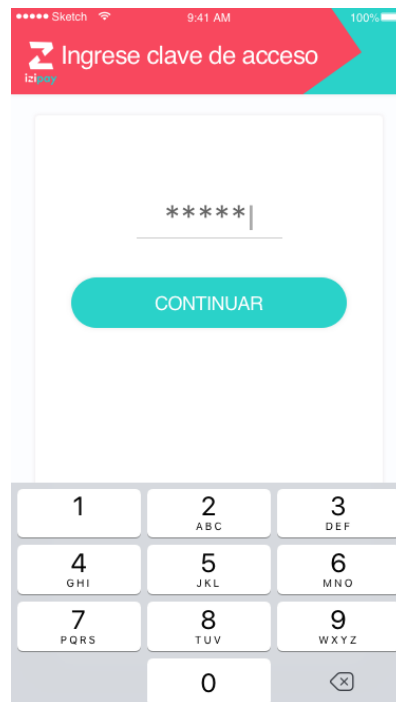 Sketch 9:41 AM 100%
Ingrese clave de acceso
izipay
*****
CONTINUAR
1 2 3
ABC DEF
4 5 6
GHI JKL MNO
7 8 9
PQRS TUV WXYZ
0